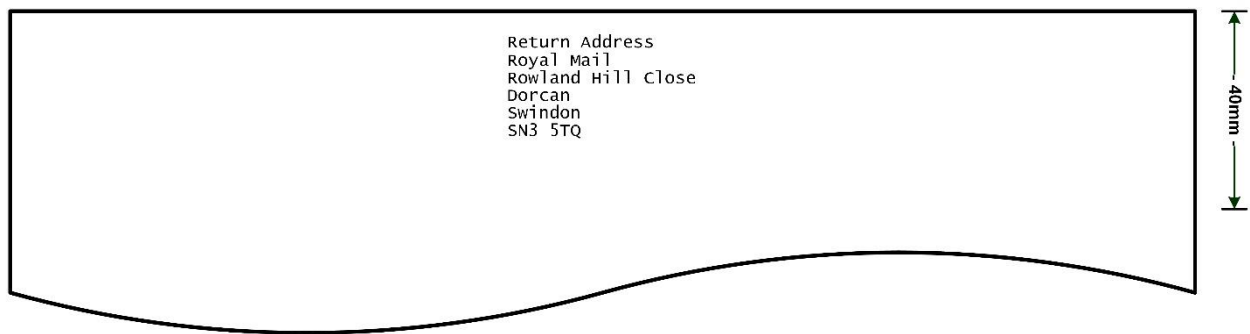 Return Address
Royal Mail
Rowland Hill Close
Dorcan
Swindon
SN3 5TQ
- 40mm -